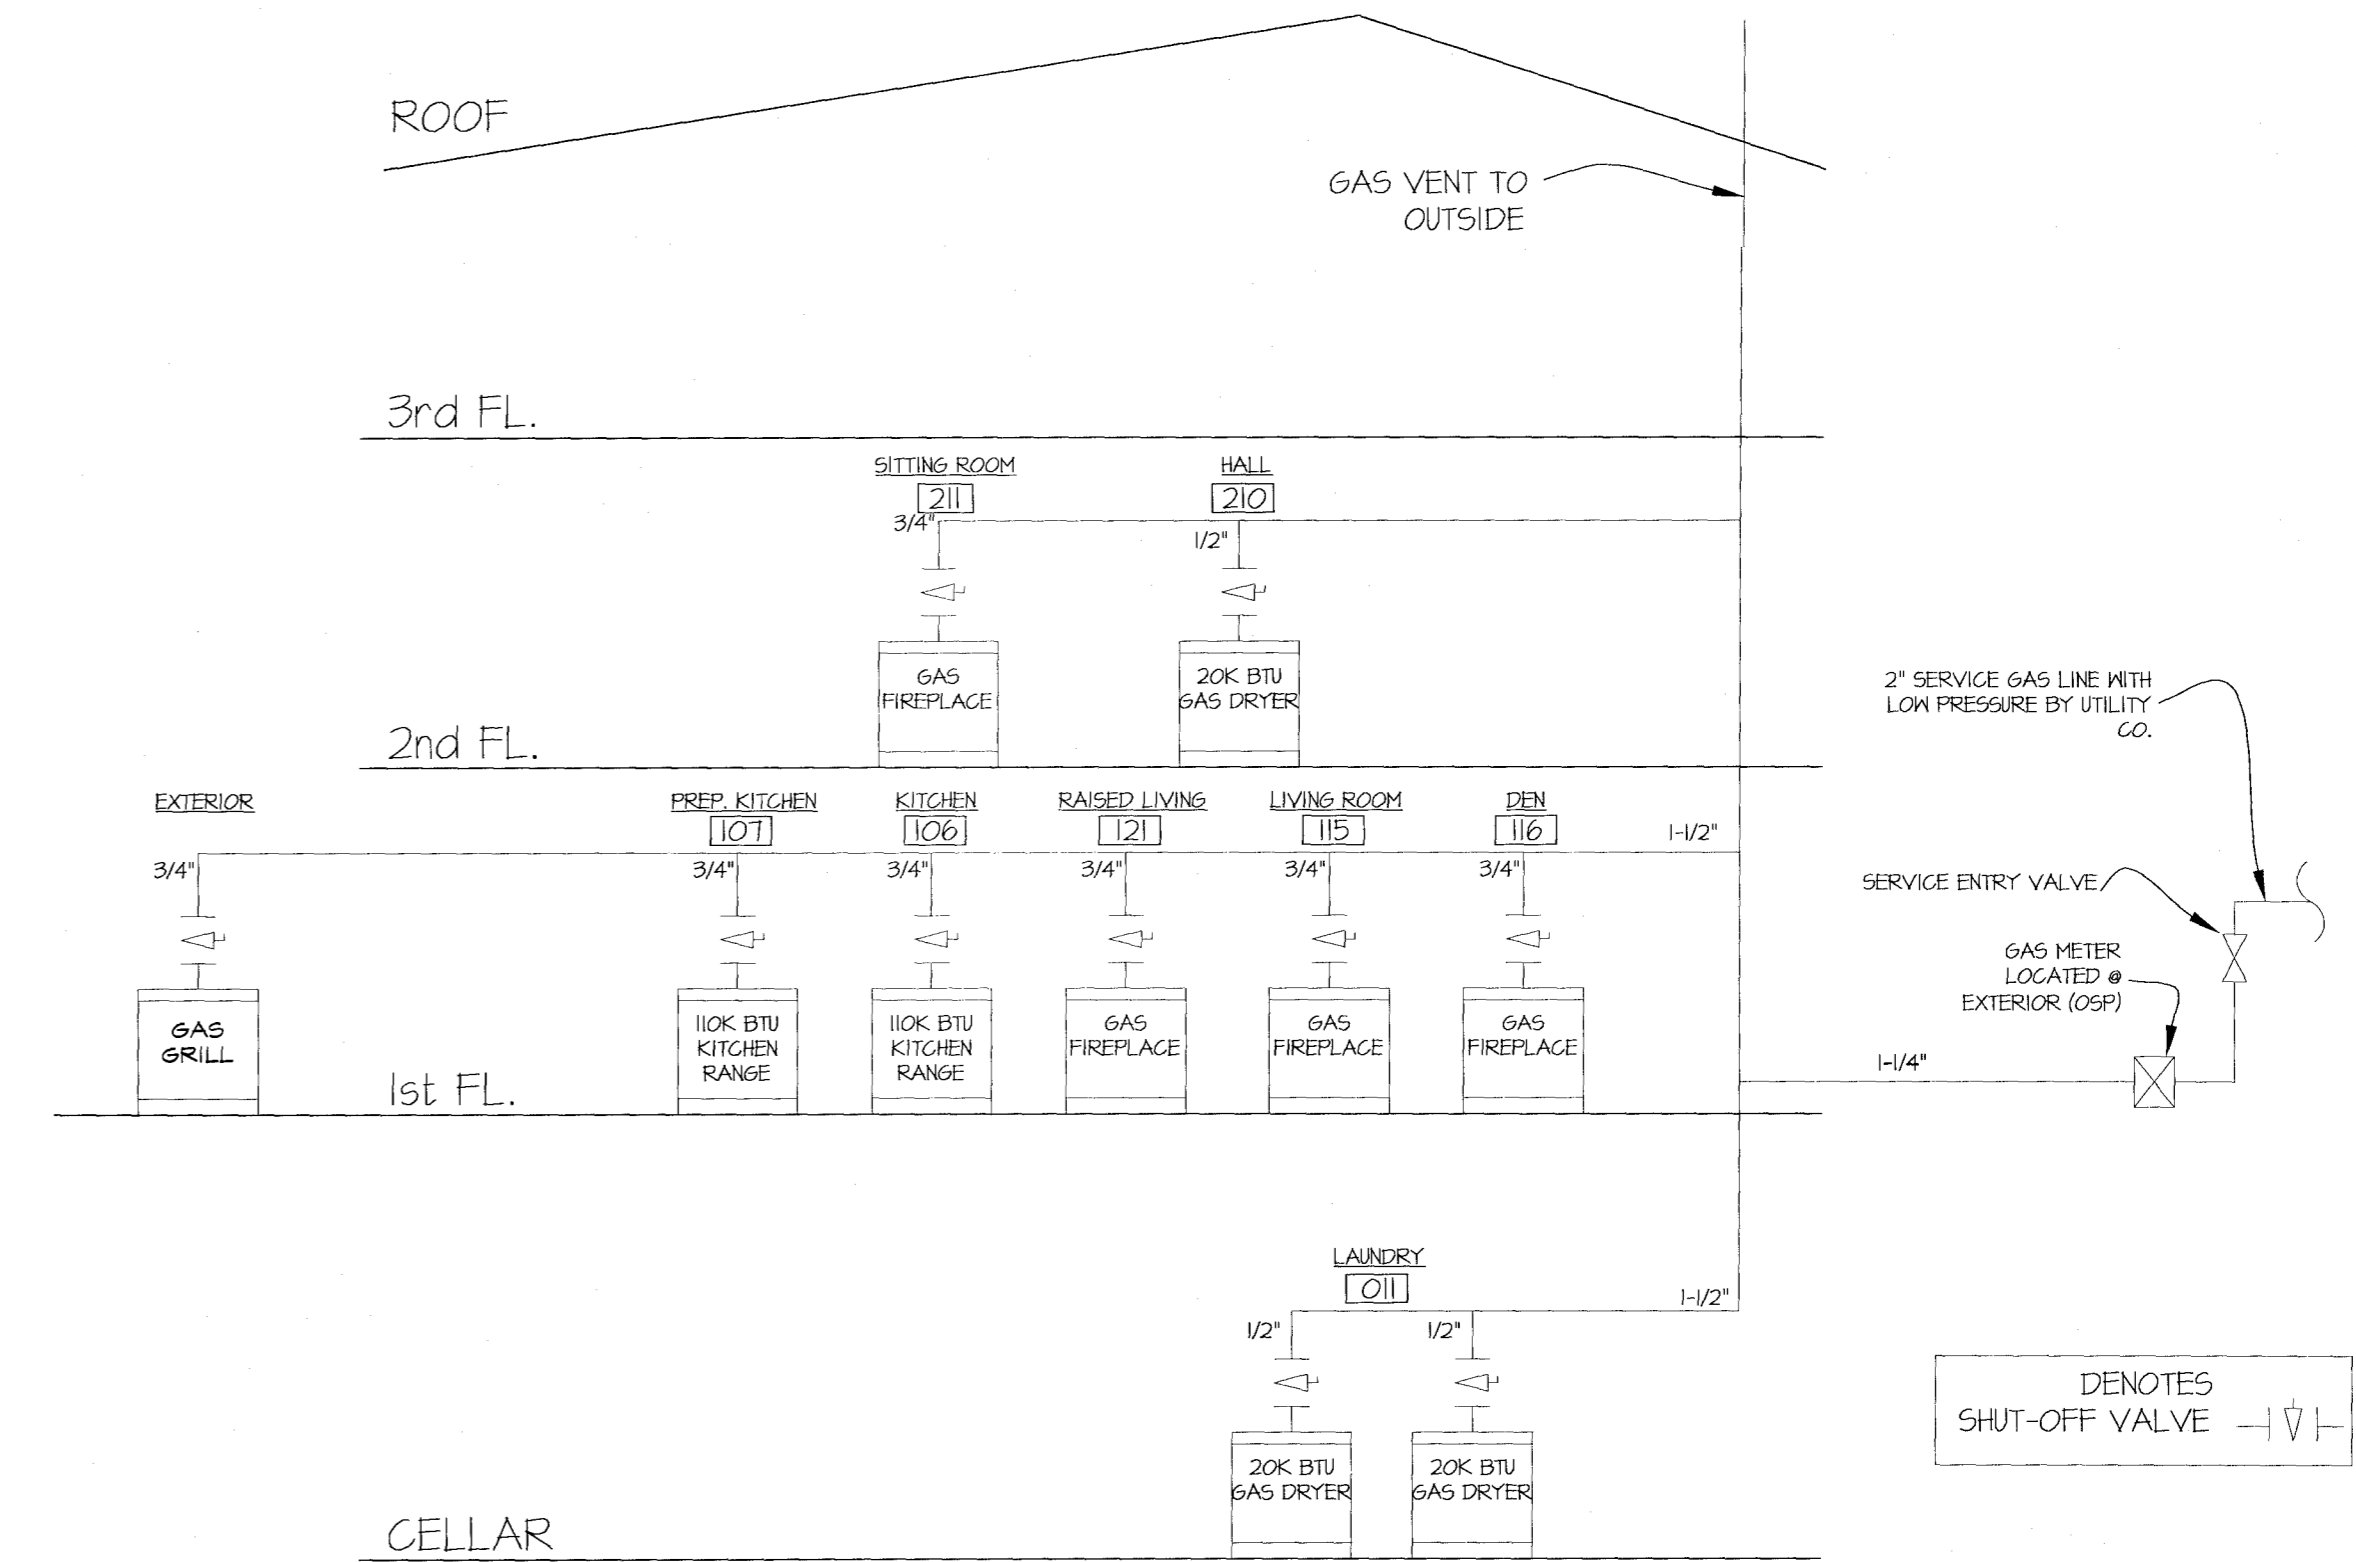 ROOF
GAS VENT TO
OUTSIDE
3rd FL.
SITTING ROOM
211
HALL
210
3/4"
1/2"
GAS
FIREPLACE
20K BTU
GAS DRYER
2nd FL.
2" SERVICE GAS LINE WITH
LOW PRESSURE BY UTILITY
CO.
EXTERIOR
PREP. KITCHEN
107
KITCHEN
106
RAISED LIVING
121
LIVING ROOM
115
DEN
116
1-1/2"
3/4"
3/4"
3/4"
3/4"
3/4"
3/4"
SERVICE ENTRY VALVE
GAS METER
LOCATED @
EXTERIOR (OSP)
GAS
GRILL
110K BTU
KITCHEN
RANGE
110K BTU
KITCHEN
RANGE
GAS
FIREPLACE
GAS
FIREPLACE
GAS
FIREPLACE
1-1/4"
1st FL.
LAUNDRY
011
1-1/2"
1/2"
1/2"
20K BTU
GAS DRYER
20K BTU
GAS DRYER
DENOTES
SHUT-OFF VALVE
CELLAR